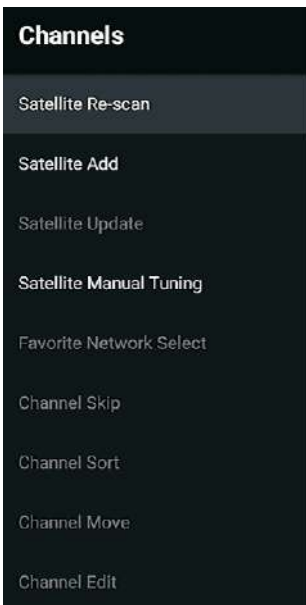 Channels
Satellite Re-scan
Satellite Add
Satellite Update
Satellite Manual Tuning
Favorite Network Select
Channel Skip
Channel Sort
Channel Move
Channel Edit